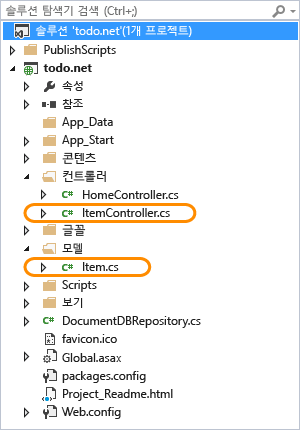 솔루션 탐색기 검색 (Ctrl+;)
솔루션 'todo.net'(1개 프로젝트)
PublishScripts
todo.net
속성
참조
App_Data
App_Start
콘텐츠
컨트롤러
C# HomeController.cs
C# ItemController.cs
글꼴
모델
C# Item.cs
Scripts
보기
C# DocumentDBRepository.cs
favicon.ico
Global.asax
packages.config
Project_Readme.html
Web.config